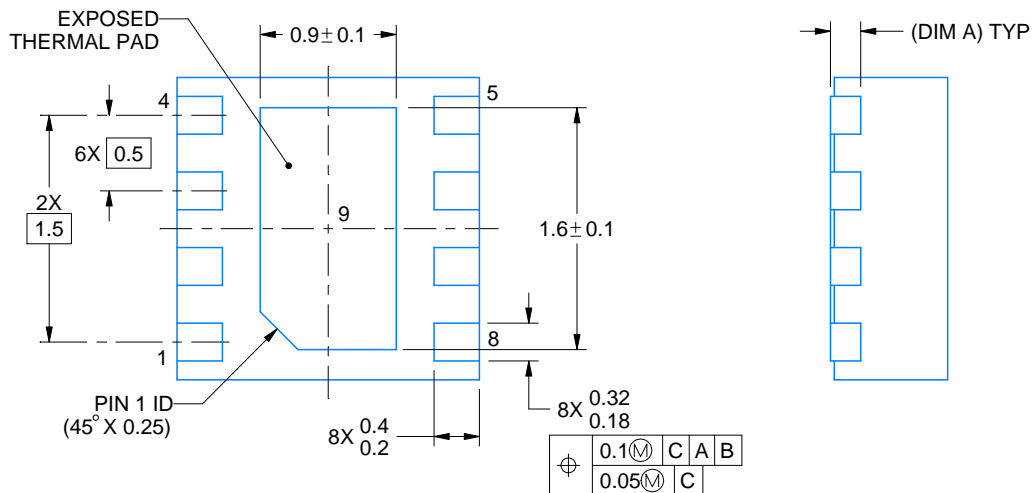 EXPOSED
THERMAL PAD
0.9± 0.1
(DIM A) TYP
4
5
6X 0.5
2X
1.5
9
1.6± 0.1
1
8
PIN 1 ID
(45° X 0.25)
8X 0.4
0.2
8X 0.32
0.18
0.1Ⓜ C A B
0.05Ⓜ C